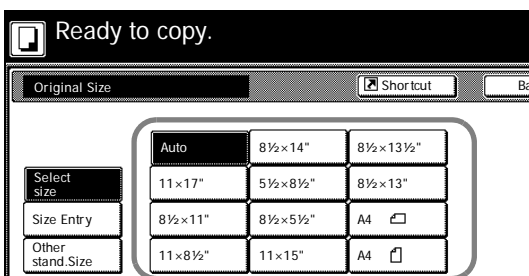 Ready to copy.
Original Size
Shortcut
Ba
Auto 8½×14" 8½×13½"
Select
size
11×17" 5½×8½" 8½×13"
Size Entry
8½×11" 8½×5½" A4
Other
stand.Size
11×8½" 11×15" A4